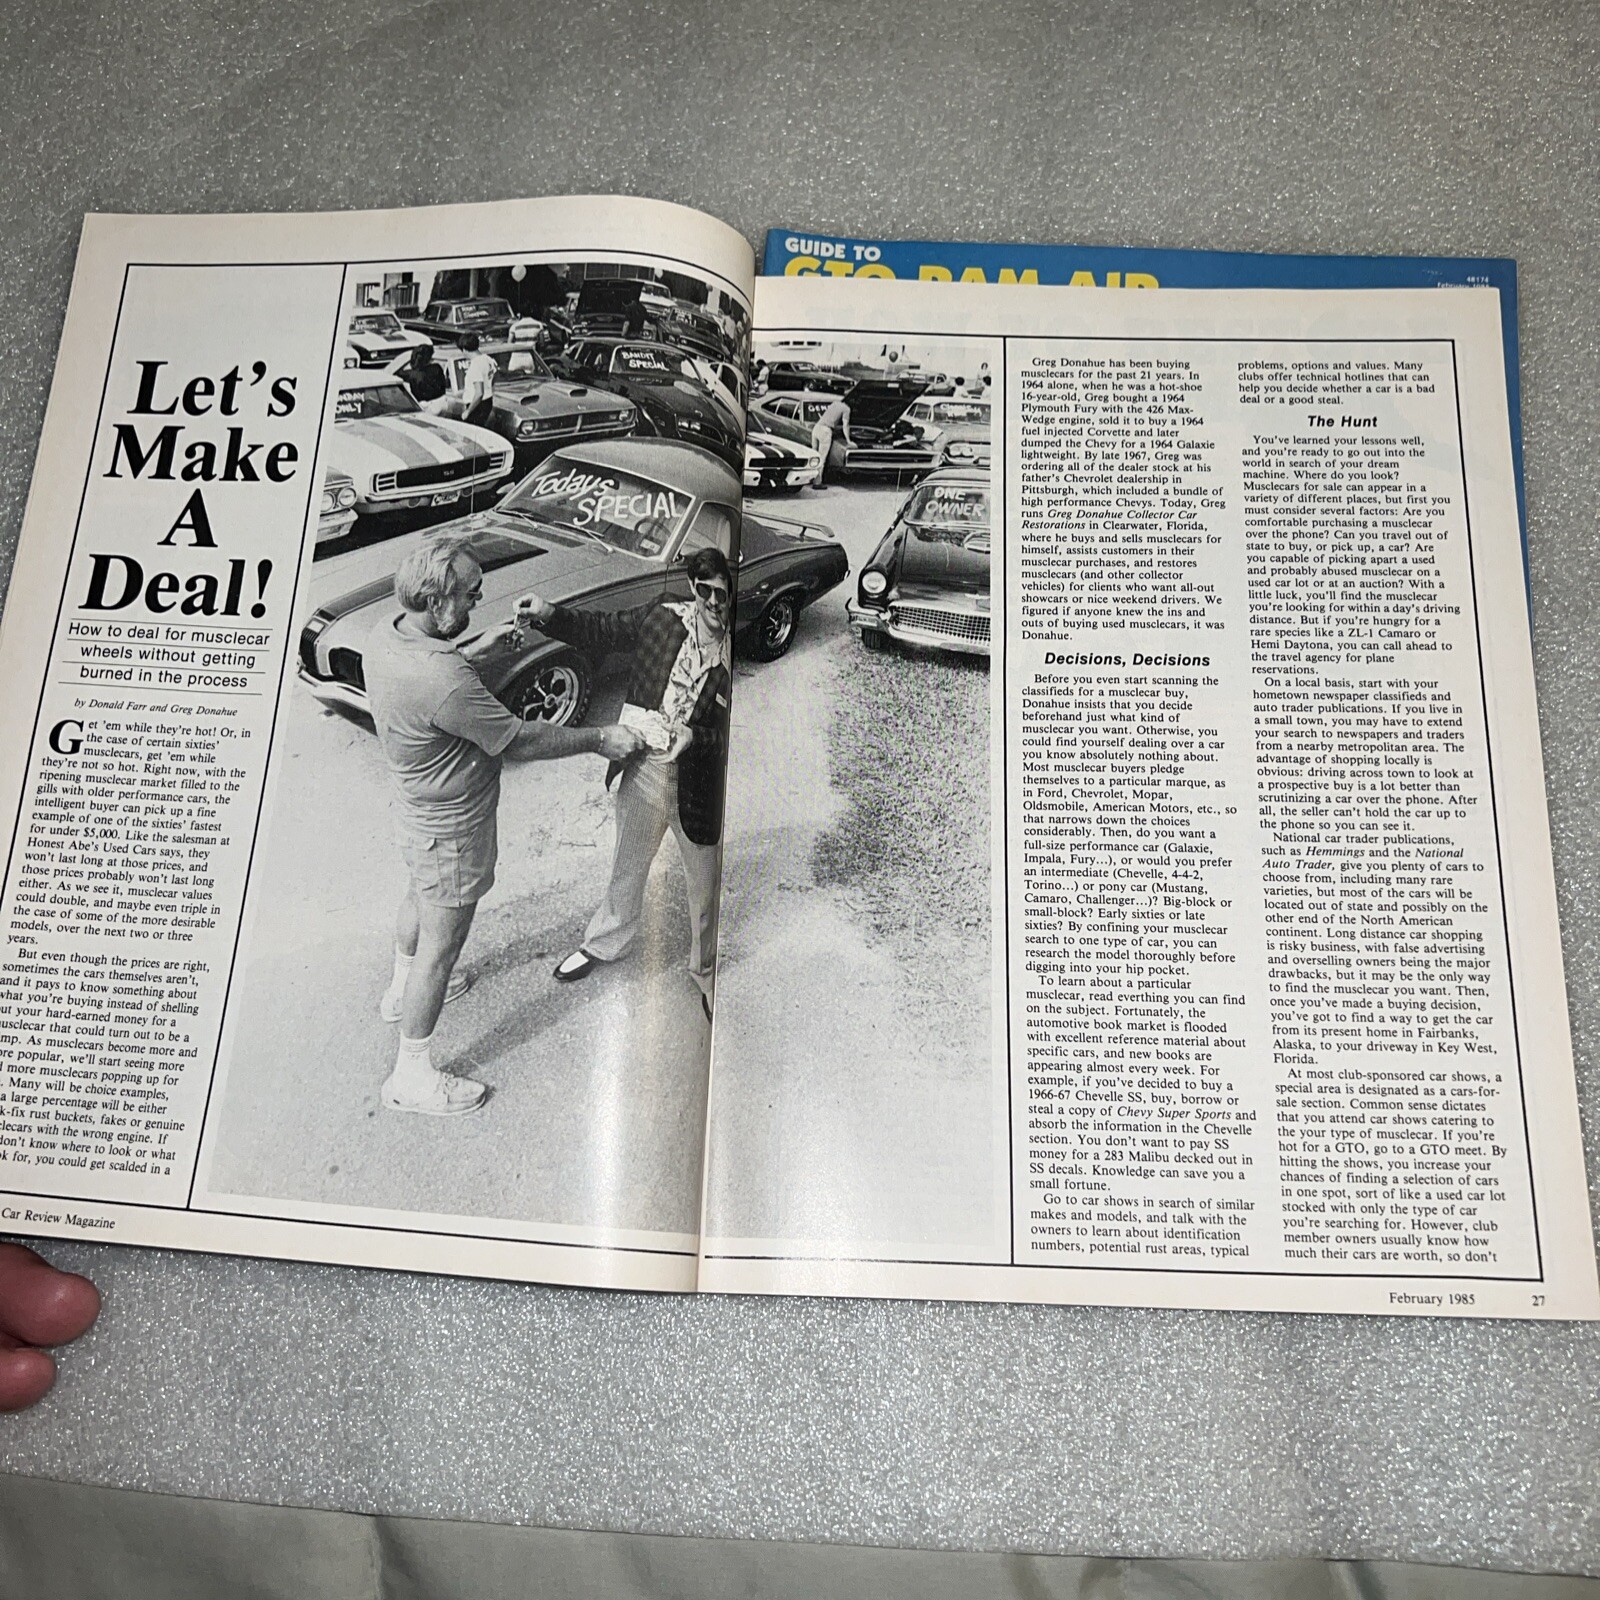 GUIDE TO
GTO RAM AIR
48174
Let's
Make
A
Deal!
How to deal for musclecar
wheels without getting
burned in the process
by Donald Farr and Greg Donahue
Get 'em while they're hot! Or, in
the case of certain sixties'
musclecars, get 'em while
they're not so hot. Right now, with the
ripening musclecar market filled to the
gills with older performance cars, the
intelligent buyer can pick up a fine
example of one of the sixties' fastest
for under $5,000. Like the salesman at
Honest Abe's Used Cars says, they
won't last long at those prices, and
those prices probably won't last long
either. As we see it, musclecar values
could double, and maybe even triple in
the case of some of the more desirable
models, over the next two or three
years.
But even though the prices are right,
sometimes the cars themselves aren't,
and it pays to know something about
what you're buying instead of shelling
out your hard-earned money for a
musclecar that could turn out to be a
mp. As musclecars become more and
ore popular, we'll start seeing more
more musclecars popping up for
. Many will be choice examples,
a large percentage will be either
k-fix rust buckets, fakes or genuine
lecars with the wrong engine. If
don't know where to look or what
k for, you could get scalded in a
Car Review Magazine
BANDIT
SPECIAL
Todays
SPECIAL
ONE
OWNER
Greg Donahue has been buying
musclecars for the past 21 years. In
1964 alone, when he was a hot-shoe
16-year-old, Greg bought a 1964
Plymouth Fury with the 426 Max-
Wedge engine, sold it to buy a 1964
fuel injected Corvette and later
dumped the Chevy for a 1964 Galaxie
lightweight. By late 1967, Greg was
ordering all of the dealer stock at his
father's Chevrolet dealership in
Pittsburgh, which included a bundle of
high performance Chevys. Today, Greg
runs Greg Donahue Collector Car
Restorations in Clearwater, Florida,
where he buys and sells musclecars for
himself, assists customers in their
musclecar purchases, and restores
musclecars (and other collector
vehicles) for clients who want all-out
showcars or nice weekend drivers. We
figured if anyone knew the ins and
outs of buying used musclecars, it was
Donahue.
Decisions, Decisions
Before you even start scanning the
classifieds for a musclecar buy,
Donahue insists that you decide
beforehand just what kind of
musclecar you want. Otherwise, you
could find yourself dealing over a car
you know absolutely nothing about.
Most musclecar buyers pledge
themselves to a particular marque, as
in Ford, Chevrolet, Mopar,
Oldsmobile, American Motors, etc., so
that narrows down the choices
considerably. Then, do you want a
full-size performance car (Galaxie,
Impala, Fury...), or would you prefer
an intermediate (Chevelle, 4-4-2,
Torino...) or pony car (Mustang,
Camaro, Challenger...)? Big-block or
small-block? Early sixties or late
sixties? By confining your musclecar
search to one type of car, you can
research the model thoroughly before
digging into your hip pocket.
To learn about a particular
musclecar, read everthing you can find
on the subject. Fortunately, the
automotive book market is flooded
with excellent reference material about
specific cars, and new books are
appearing almost every week. For
example, if you've decided to buy a
1966-67 Chevelle SS, buy, borrow or
steal a copy of Chevy Super Sports and
absorb the information in the Chevelle
section. You don't want to pay SS
money for a 283 Malibu decked out in
SS decals. Knowledge can save you a
small fortune.
Go to car shows in search of similar
makes and models, and talk with the
owners to learn about identification
numbers, potential rust areas, typical
problems, options and values. Many
clubs offer technical hotlines that can
help you decide whether a car is a bad
deal or a good steal.
The Hunt
You've learned your lessons well,
and you're ready to go out into the
world in search of your dream
machine. Where do you look?
Musclecars for sale can appear in a
variety of different places, but first you
must consider several factors: Are you
comfortable purchasing a musclecar
over the phone? Can you travel out of
state to buy, or pick up, a car? Are
you capable of picking apart a used
and probably abused musclecar on a
used car lot or at an auction? With a
little luck, you'll find the musclecar
you're looking for within a day's driving
distance. But if you're hungry for a
rare species like a ZL-1 Camaro or
Hemi Daytona, you can call ahead to
the travel agency for plane
reservations.
On a local basis, start with your
hometown newspaper classifieds and
auto trader publications. If you live in
a small town, you may have to extend
your search to newspapers and traders
from a nearby metropolitan area. The
advantage of shopping locally is
obvious: driving across town to look at
a prospective buy is a lot better than
scrutinizing a car over the phone. After
all, the seller can't hold the car up to
the phone so you can see it.
National car trader publications,
such as Hemmings and the National
Auto Trader, give you plenty of cars to
choose from, including many rare
varieties, but most of the cars will be
located out of state and possibly on the
other end of the North American
continent. Long distance car shopping
is risky business, with false advertising
and overselling owners being the major
drawbacks, but it may be the only way
to find the musclecar you want. Then,
once you've made a buying decision,
you've got to find a way to get the car
from its present home in Fairbanks,
Alaska, to your driveway in Key West,
Florida.
At most club-sponsored car shows, a
special area is designated as a cars-for-
sale section. Common sense dictates
that you attend car shows catering to
the your type of musclecar. If you're
hot for a GTO, go to a GTO meet. By
hitting the shows, you increase your
chances of finding a selection of cars
in one spot, sort of like a used car lot
stocked with only the type of car
you're searching for. However, club
member owners usually know how
much their cars are worth, so don't
February 1985 27